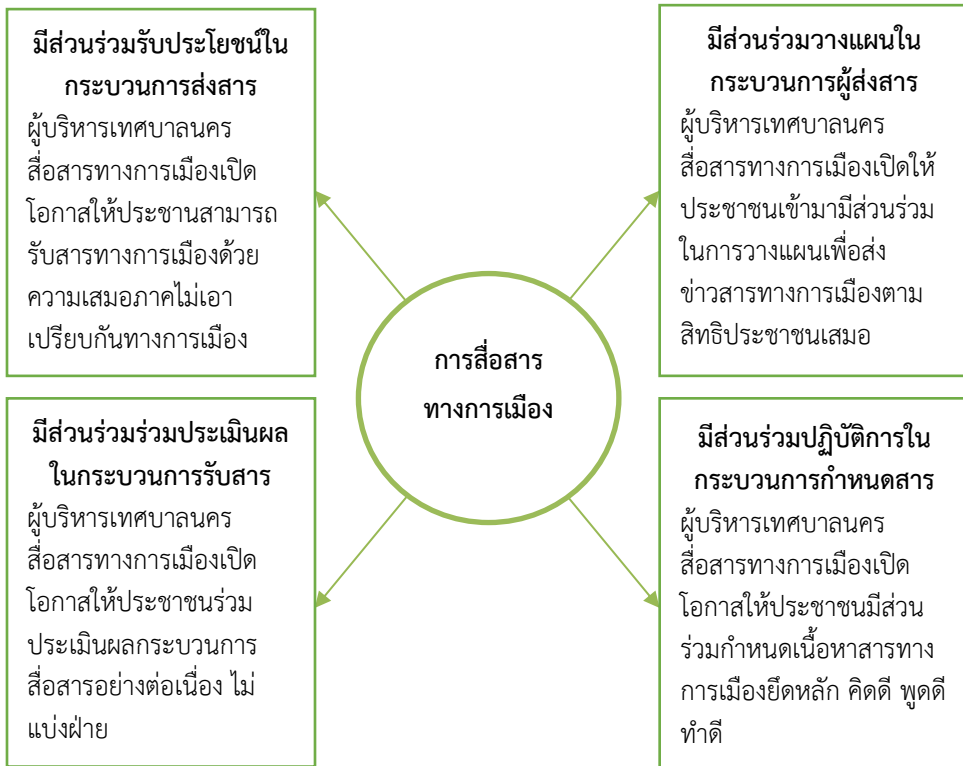 มีส่วนร่วมรับประโยชน์ใน
กระบวนการส่งสาร
ผู้บริหารเทศบาลนคร
สื่อสารทางการเมืองเปิด
โอกาสให้ประชานสามารถ
รับสารทางการเมืองด้วย
ความเสมอภาคไม่เอา
เปรียบกันทางการเมือง
มีส่วนร่วมวางแผนใน
กระบวนการผู้ส่งสาร
ผู้บริหารเทศบาลนคร
สื่อสารทางการเมืองเปิดให้
ประชาชนเข้ามามีส่วนร่วม
ในการวางแผนเพื่อส่ง
ข่าวสารทางการเมืองตาม
สิทธิประชาชนเสมอ
การสื่อสาร
ทางการเมือง
มีส่วนร่วมร่วมประเมินผล
ในกระบวนการรับสาร
ผู้บริหารเทศบาลนคร
สื่อสารทางการเมืองเปิด
โอกาสให้ประชาชนร่วม
ประเมินผลกระบวนการ
สื่อสารอย่างต่อเนื่อง ไม่
แบ่งฝ่าย
มีส่วนร่วมปฏิบัติการใน
กระบวนการกำหนดสาร
ผู้บริหารเทศบาลนคร
สื่อสารทางการเมืองเปิด
โอกาสให้ประชาชนมีส่วน
ร่วมกำหนดเนื้อหาสารทาง
การเมืองยึดหลัก คิดดี พูดดี
ทำดี